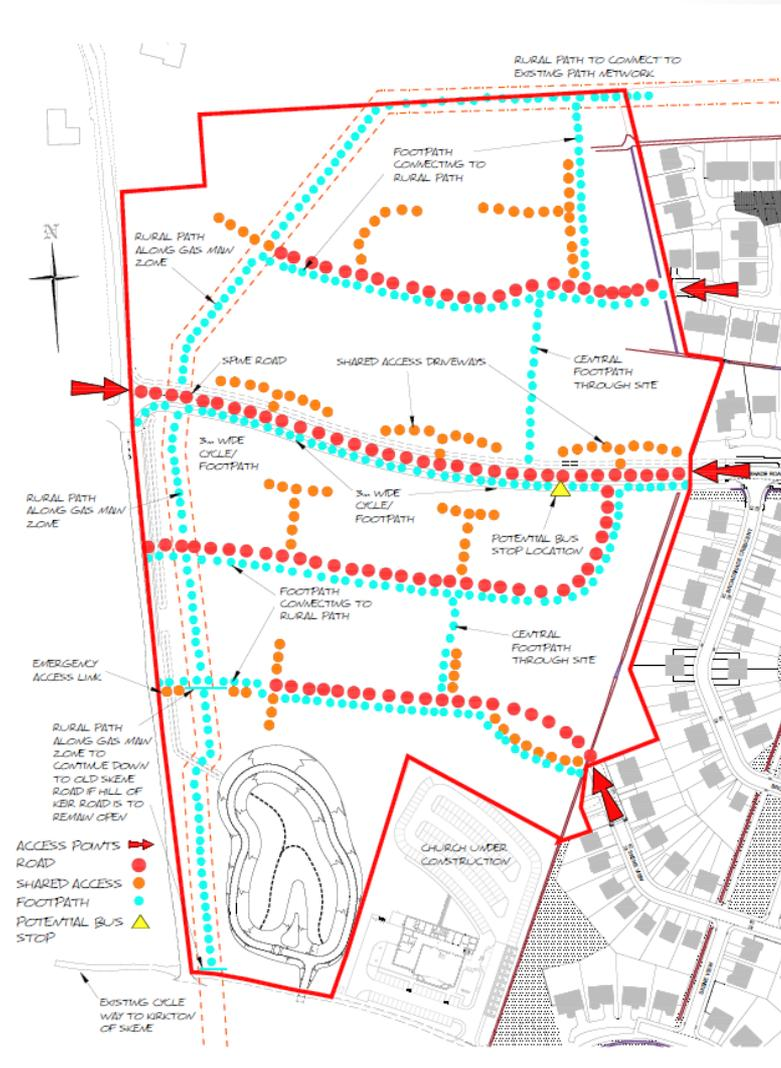 RURAL PATH TO CONNECT TO
EXISTING PATH NETWORK
FOOTPATH
CONNECTING TO
RURAL PATH
N
RURAL PATH
ALONG GAS MAIN
ZONE
SPINE ROAD
SHARED ACCESS DRIVEWAYS
CENTRAL
FOOTPATH
THROUGH SITE
3m WIDE
CYCLE/
FOOTPATH
3m WIDE
CYCLE/
FOOTPATH
RURAL PATH
ALONG GAS MAIN
ZONE
POTENTIAL BUS
STOP LOCATION
FOOTPATH
CONNECTING TO
RURAL PATH
CENTRAL
FOOTPATH
THROUGH SITE
EMERGENCY
ACCESS LINK
RURAL PATH
ALONG GAS MAIN
ZONE TO
CONTINUE DOWN
TO OLD SKENE
ROAD IF HILL OF
KEIR ROAD IS TO
REMAIN OPEN
CHURCH UNDER
CONSTRUCTION
ACCESS POINTS
ROAD
SHARED ACCESS
FOOTPATH
POTENTIAL BUS
STOP
EXISTING CYCLE
WAY TO KIRKTON
OF SKENE